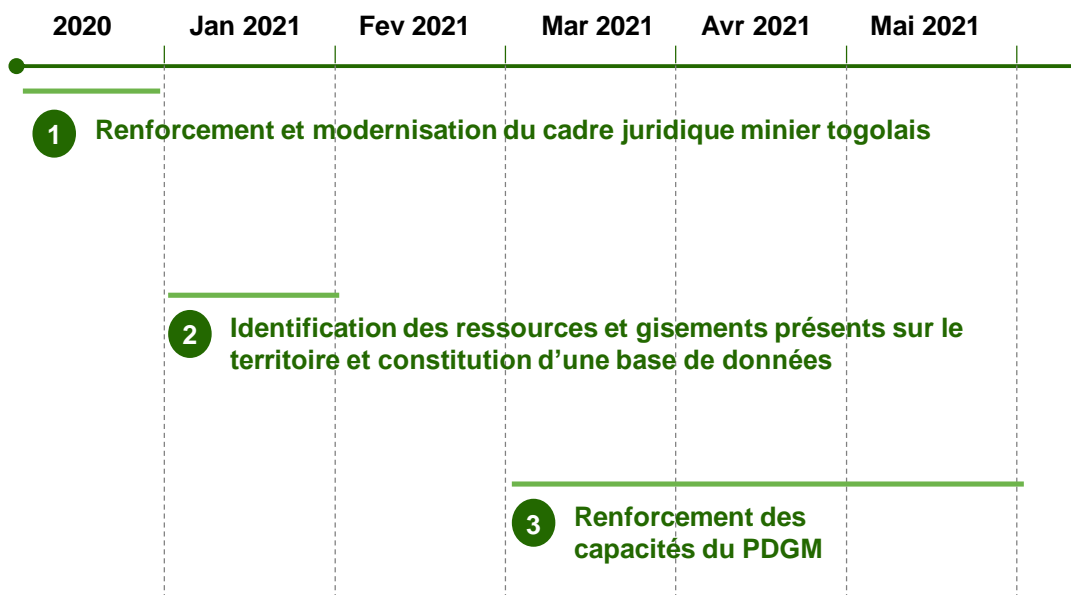 2020 Jan 2021 Fev 2021 Mar 2021 Avr 2021 Mai 2021
1 Renforcement et modernisation du cadre juridique minier togolais
2 Identification des ressources et gisements présents sur le
territoire et constitution d’une base de données
3 Renforcement des
capacités du PDGM